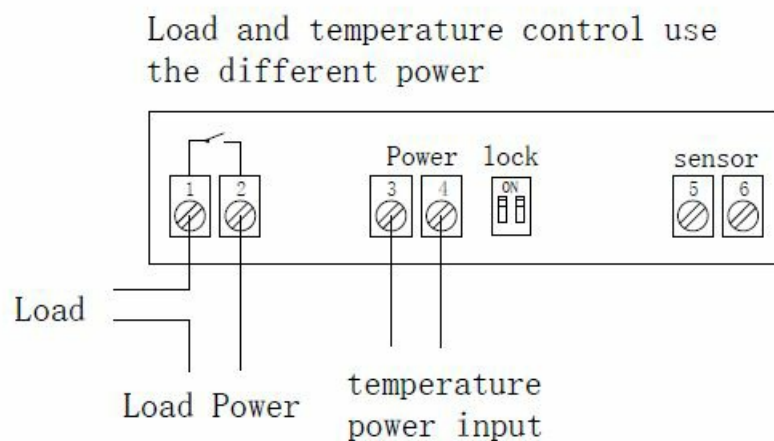 Load and temperature control use
the different power
Power lock sensor
1 2 3 4 ON 5 6
Load
Load Power
temperature
power input